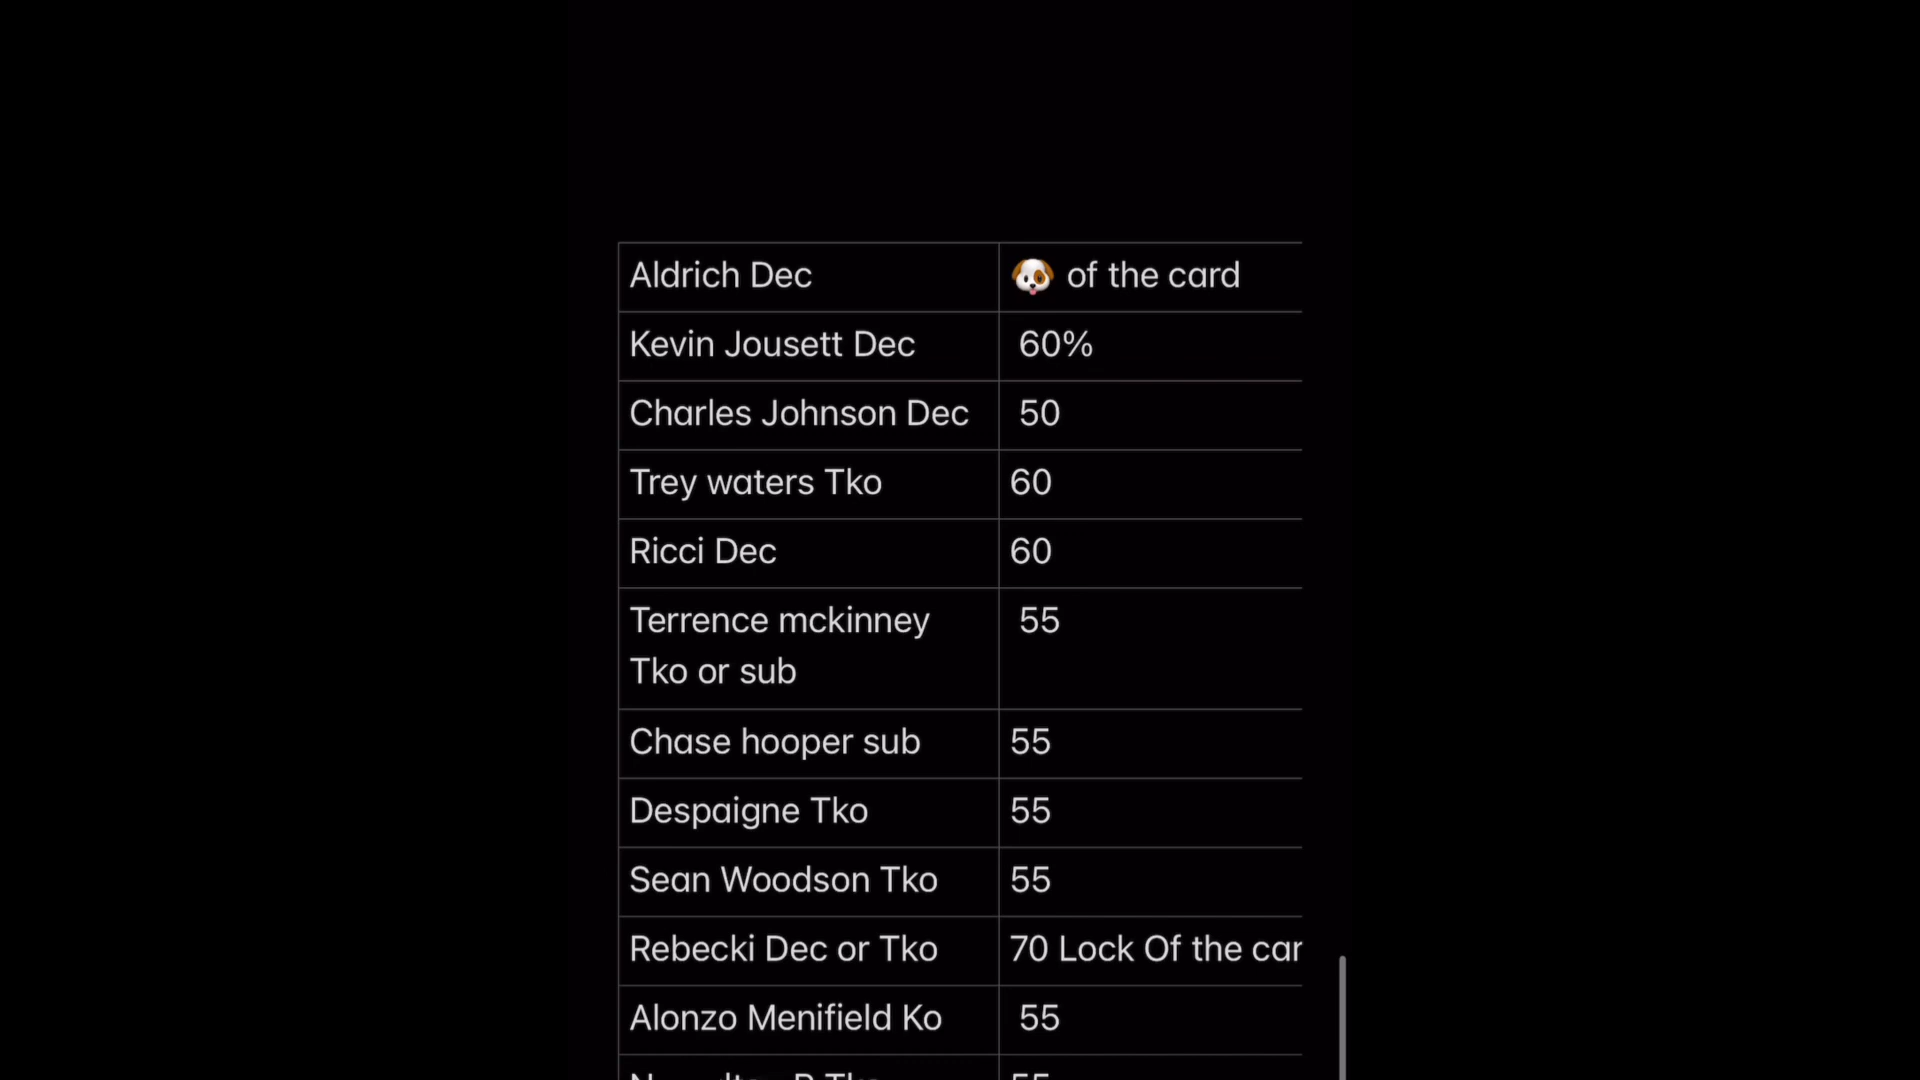 Aldrich Dec 🐶 of the card
Kevin Jousett Dec 60%
Charles Johnson Dec 50
Trey waters Tko 60
Ricci Dec 60
Terrence mckinney 55
Tko or sub
Chase hooper sub 55
Despaigne Tko 55
Sean Woodson Tko 55
Rebecki Dec or Tko 70 Lock Of the car
Alonzo Menifield Ko 55